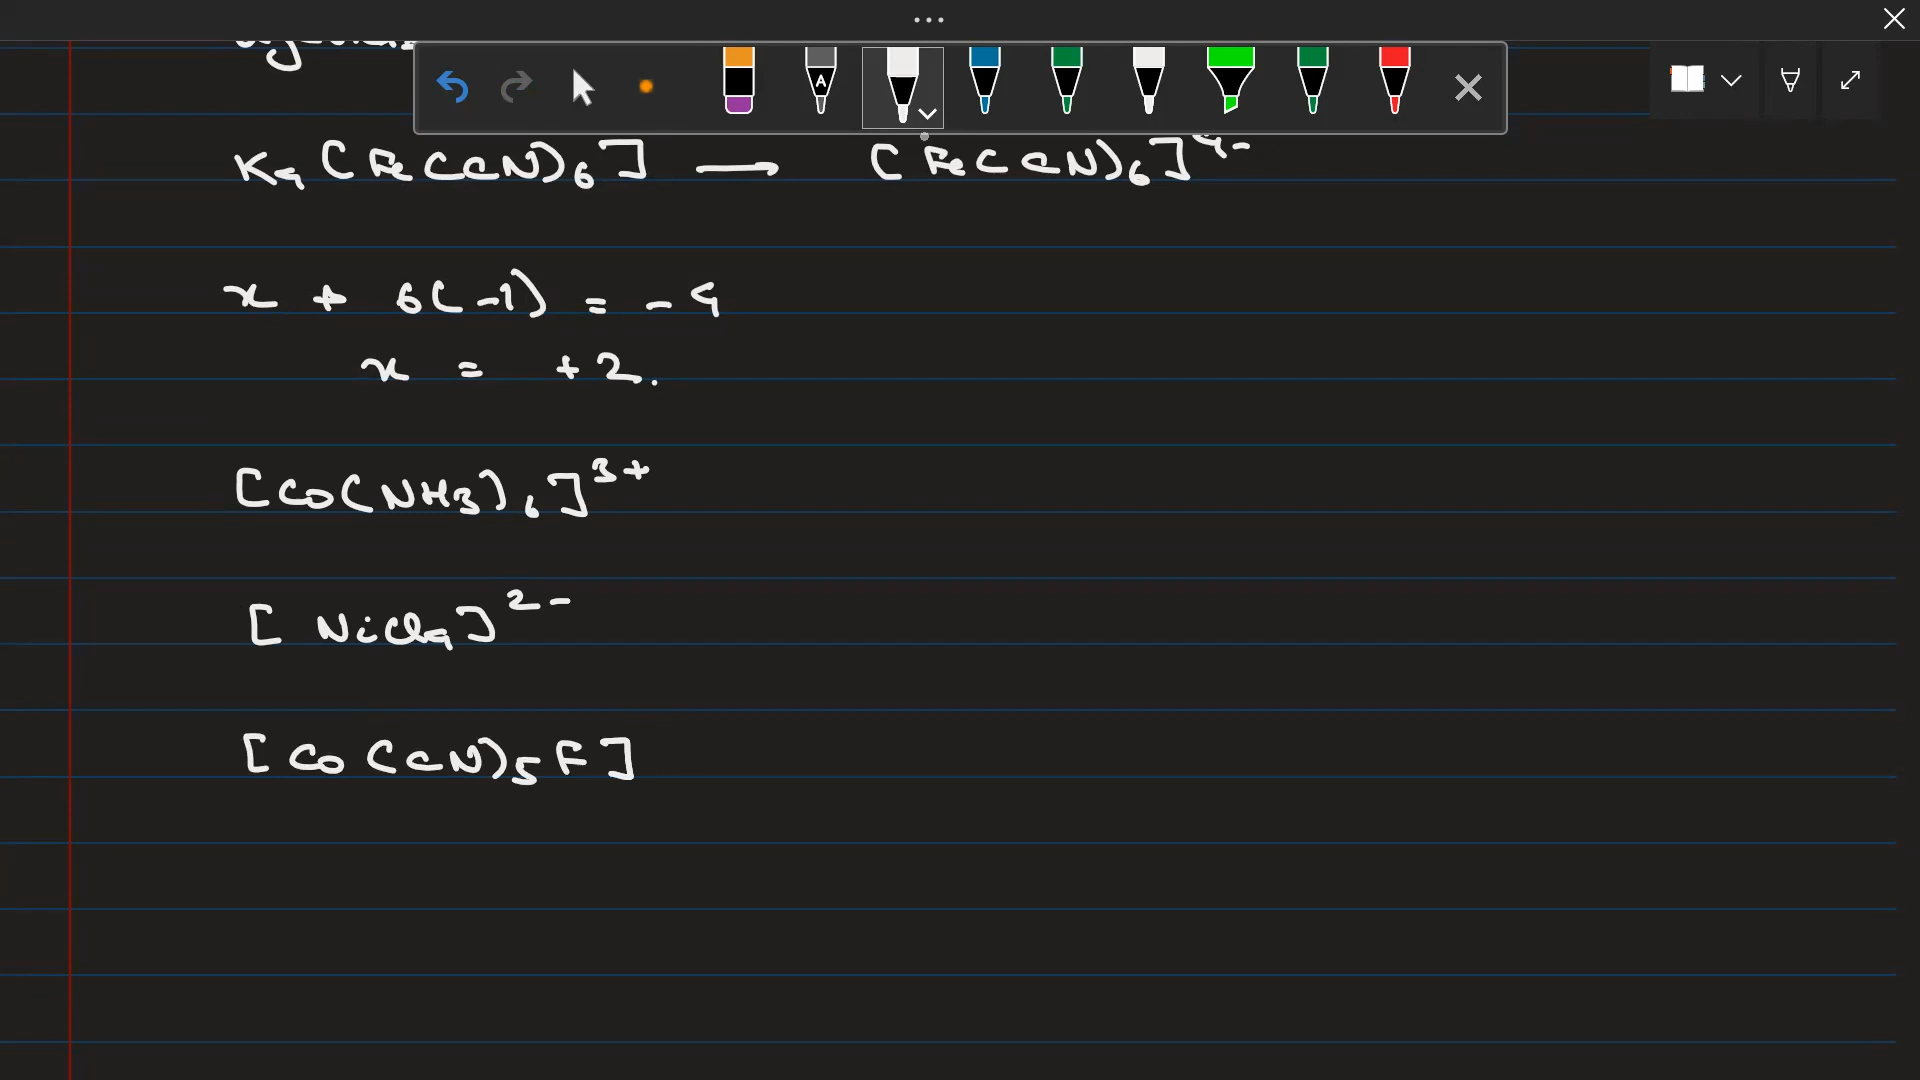 K₄[Fe(CN)₆] → [Fe(CN)₆]⁴⁻
x + 6(-1) = -4
x = +2.
[Co(NH3)₆]³⁺
[NiCl₄]²⁻
[Co(CN)₅F]